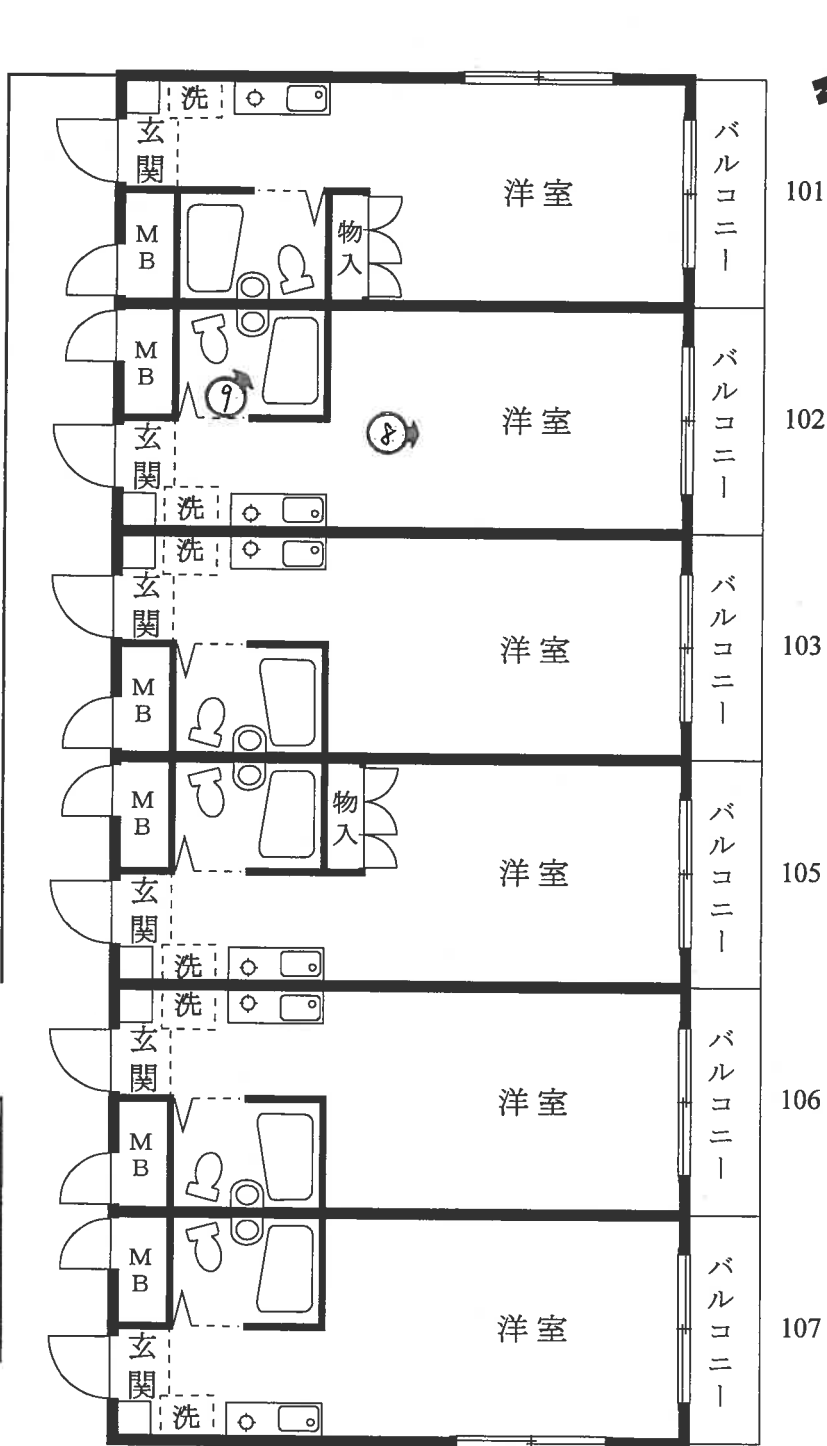 洗
玄関
洋室
バルコニー
101
MB
物入
MB
9
8
洋室
バルコニー
102
玄関
洗
洗
玄関
洋室
バルコニー
103
MB
MB
物入
洋室
バルコニー
105
玄関
洗
洗
玄関
洋室
バルコニー
106
MB
MB
洋室
バルコニー
107
玄関
洗